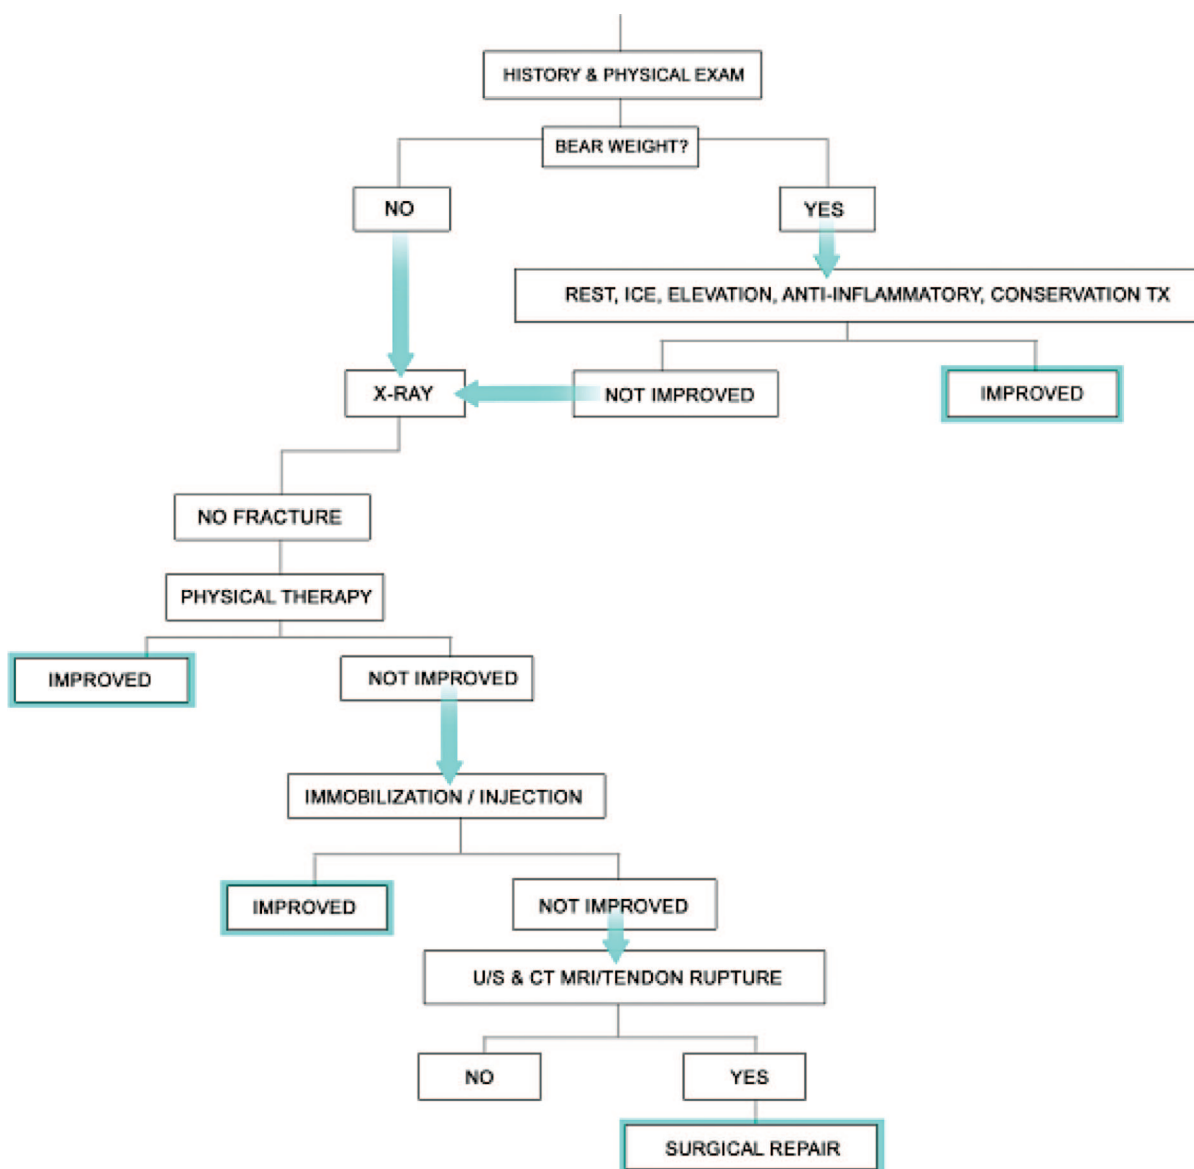 HISTORY & PHYSICAL EXAM
BEAR WEIGHT?
NO
YES
REST, ICE, ELEVATION, ANTI-INFLAMMATORY, CONSERVATION TX
X-RAY
NOT IMPROVED
IMPROVED
NO FRACTURE
PHYSICAL THERAPY
IMPROVED
NOT IMPROVED
IMMOBILIZATION / INJECTION
IMPROVED
NOT IMPROVED
U/S & CT MRI/TENDON RUPTURE
NO
YES
SURGICAL REPAIR